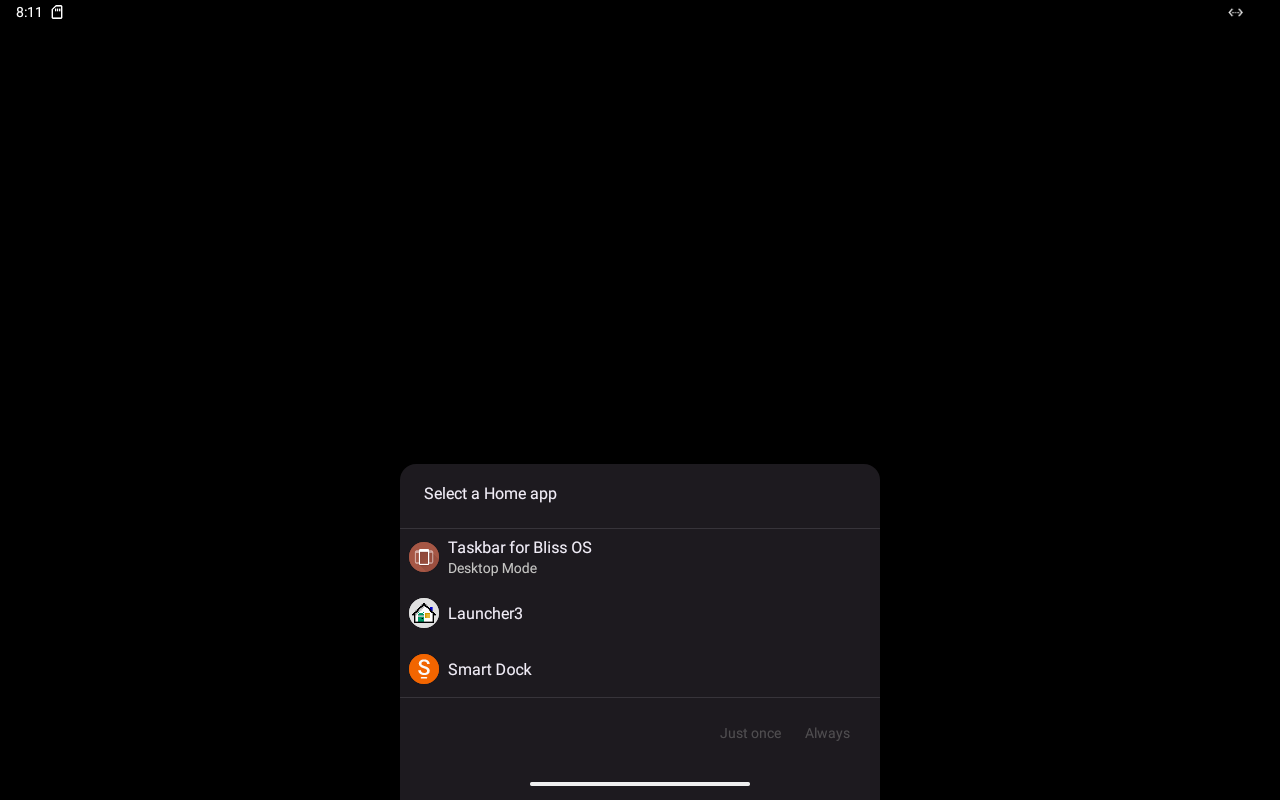 8:11
Select a Home app
Taskbar for Bliss OS
Desktop Mode
Launcher3
Smart Dock
Just once
Always